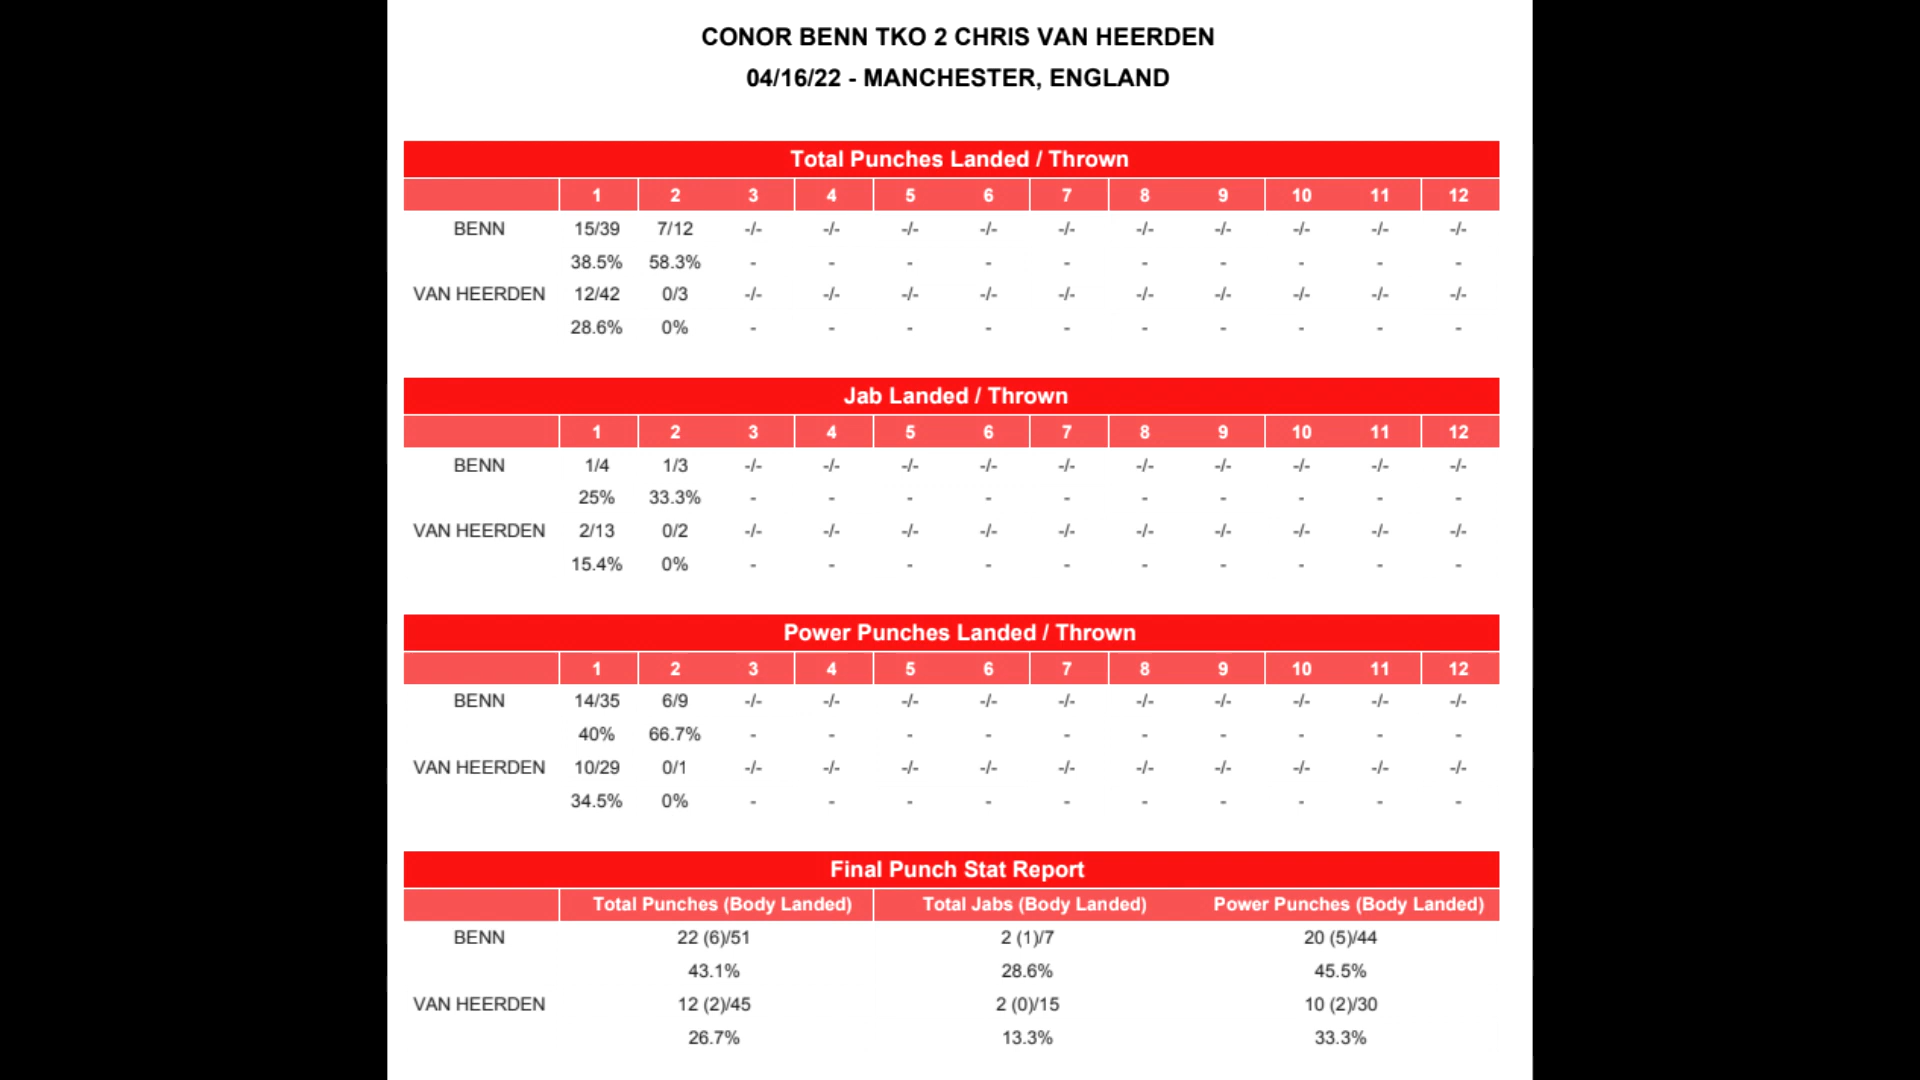 CONOR BENN TKO 2 CHRIS VAN HEERDEN
04/16/22 - MANCHESTER, ENGLAND
Total Punches Landed / Thrown
1 2 3 4 5 6 7 8 9 10 11 12
BENN 15/39 7/12 -/- -/- -/- -/- -/- -/- -/- -/- -/- -/-
38.5% 58.3% - - - - - - - - - -
VAN HEERDEN 12/42 0/3 -/- -/- -/- -/- -/- -/- -/- -/- -/- -/-
28.6% 0% - - - - - - - - - -
Jab Landed / Thrown
1 2 3 4 5 6 7 8 9 10 11 12
BENN 1/4 1/3 -/- -/- -/- -/- -/- -/- -/- -/- -/- -/-
25% 33.3% - - - - - - - - - -
VAN HEERDEN 2/13 0/2 -/- -/- -/- -/- -/- -/- -/- -/- -/- -/-
15.4% 0% - - - - - - - - - -
Power Punches Landed / Thrown
1 2 3 4 5 6 7 8 9 10 11 12
BENN 14/35 6/9 -/- -/- -/- -/- -/- -/- -/- -/- -/- -/-
40% 66.7% - - - - - - - - - -
VAN HEERDEN 10/29 0/1 -/- -/- -/- -/- -/- -/- -/- -/- -/- -/-
34.5% 0% - - - - - - - - - -
Final Punch Stat Report
Total Punches (Body Landed) Total Jabs (Body Landed) Power Punches (Body Landed)
BENN 22 (6)/51 2 (1)/7 20 (5)/44
43.1% 28.6% 45.5%
VAN HEERDEN 12 (2)/45 2 (0)/15 10 (2)/30
26.7% 13.3% 33.3%